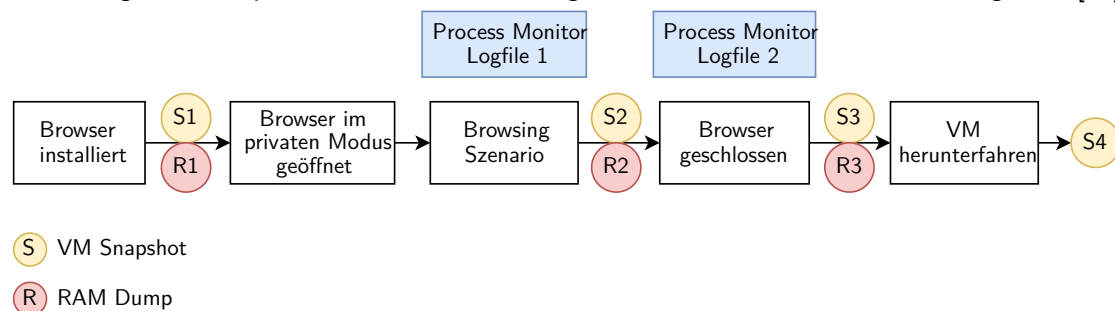 Process Monitor
Logfile 1
Process Monitor
Logfile 2
Browser
installiert
S1
R1
Browser im
privaten Modus
geöffnet
Browsing
Szenario
S2
R2
Browser
geschlossen
S3
R3
VM
herunterfahren
S4
S VM Snapshot
R RAM Dump